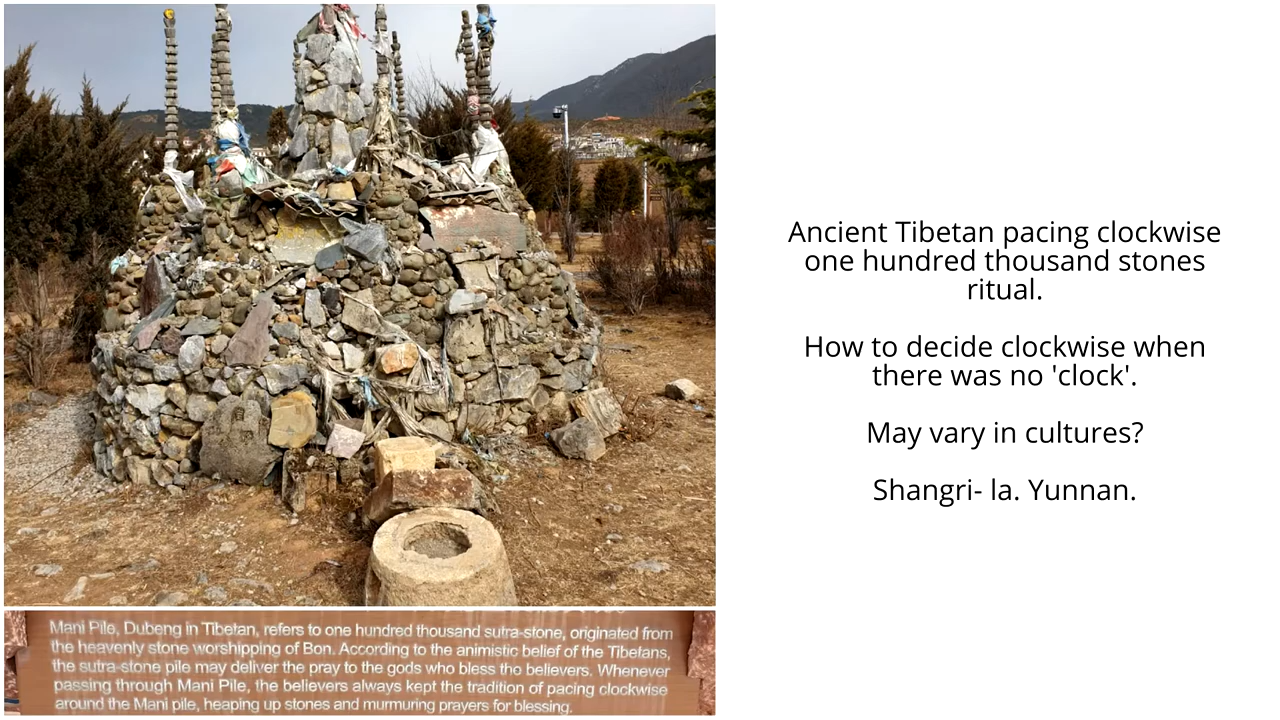 Ancient Tibetan pacing clockwise
one hundred thousand stones
ritual.
How to decide clockwise when
there was no 'clock'.
May vary in cultures?
Shangri- la. Yunnan.
Mani Pile, Dubeng in Tibetan, refers to one hundred thousand sutra-stone, originated from
the heavenly stone worshipping of Bon. According to the animistic belief of the Tibetans,
the sutra-stone pile may deliver the pray to the gods who bless the believers. Whenever
passing through Mani Pile, the believers always kept the tradition of pacing clockwise
around the Mani pile, heaping up stones and murmuring prayers for blessing.